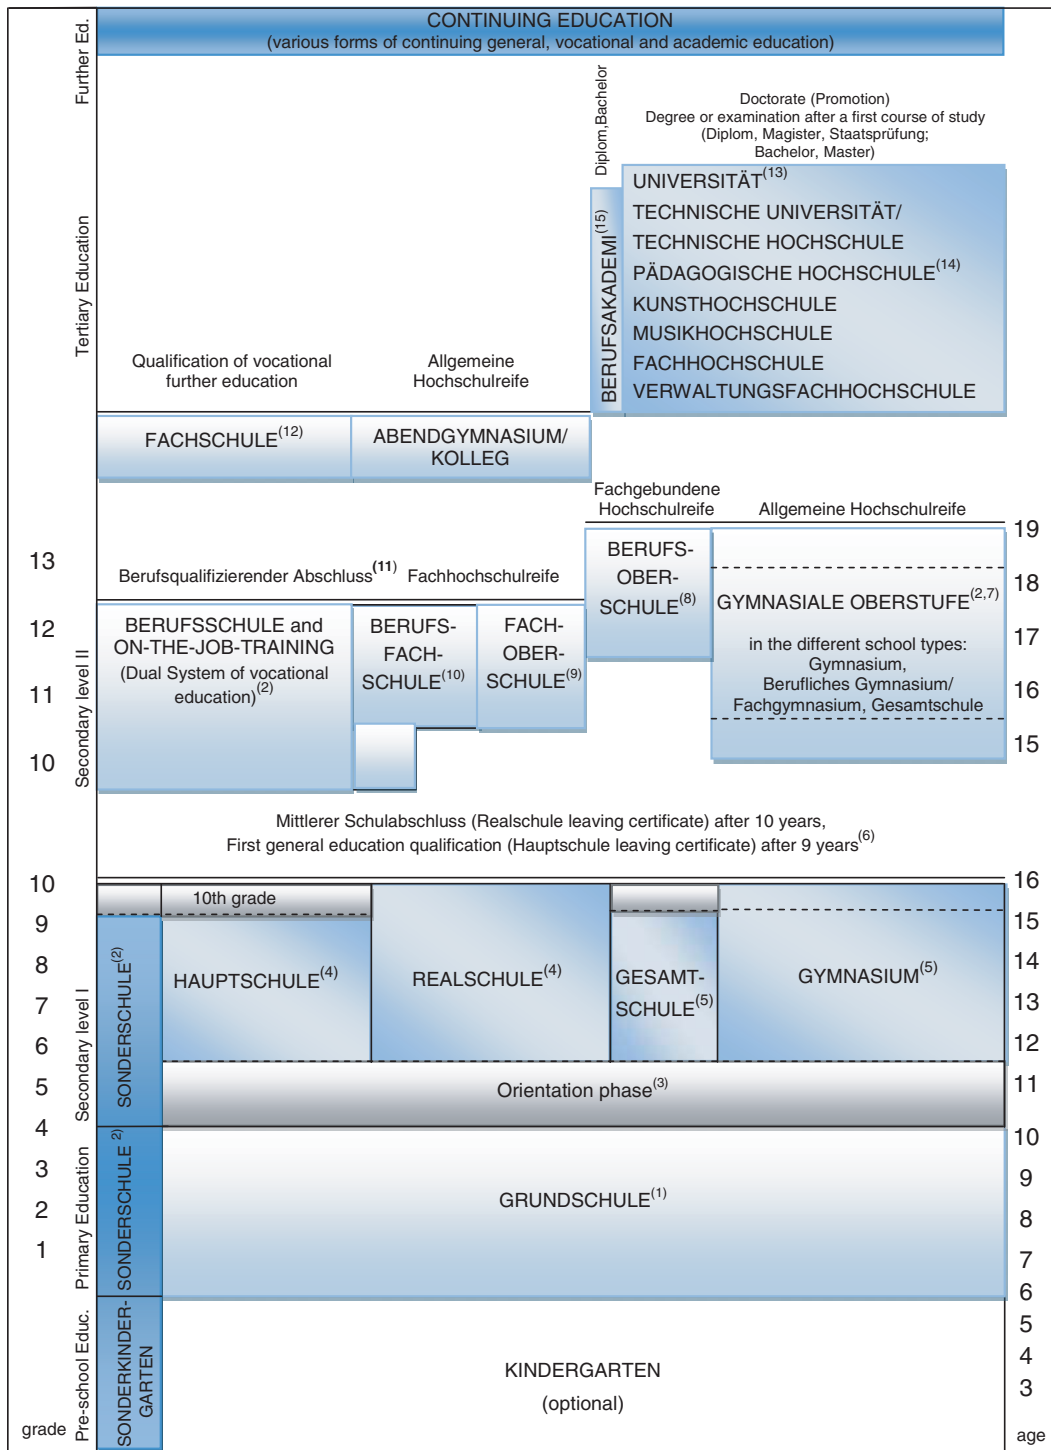 CONTINUING EDUCATION
(various forms of continuing general, vocational and academic education)
Further Ed.
Diplom,Bachelor
Doctorate (Promotion)
Degree or examination after a first course of study
(Diplom, Magister, Staatsprüfung;
Bachelor, Master)
Tertiary Education
BERUFSAKADEMI(15)
UNIVERSITÄT(13)
TECHNISCHE UNIVERSITÄT/
TECHNISCHE HOCHSCHULE
PÄDAGOGISCHE HOCHSCHULE(14)
KUNSTHOCHSCHULE
MUSIKHOCHSCHULE
FACHHOCHSCHULE
VERWALTUNGSFACHHOCHSCHULE
Qualification of vocational
further education
Allgemeine
Hochschulreife
FACHSCHULE(12)
ABENDGYMNASIUM/
KOLLEG
Fachgebundene
Hochschulreife
Allgemeine Hochschulreife
13
12
11
10
Secondary level II
Berufsqualifizierender Abschluss(11)
Fachhochschulreife
BERUFSSCHULE and
ON-THE-JOB-TRAINING
(Dual System of vocational
education)(2)
BERUFS-
FACH-
SCHULE(10)
FACH-
OBER-
SCHULE(9)
BERUFS-
OBER-
SCHULE(8)
GYMNASIALE OBERSTUFE(2,7)
in the different school types:
Gymnasium,
Berufliches Gymnasium/
Fachgymnasium, Gesamtschule
19
18
17
16
15
Mittlerer Schulabschluss (Realschule leaving certificate) after 10 years,
First general education qualification (Hauptschule leaving certificate) after 9 years(6)
10
9
8
7
6
5
4
3
2
1
Secondary level I
SONDERSCHULE(2)
10th grade
HAUPTSCHULE(4)
REALSCHULE(4)
GESAMT-
SCHULE(5)
GYMNASIUM(5)
Orientation phase(3)
16
15
14
13
12
11
10
9
8
7
6
5
4
3
Primary Education
SONDERSCHULE 2)
GRUNDSCHULE(1)
Pre-school Educ.
SONDERKINDER-
GARTEN
KINDERGARTEN
(optional)
grade
age